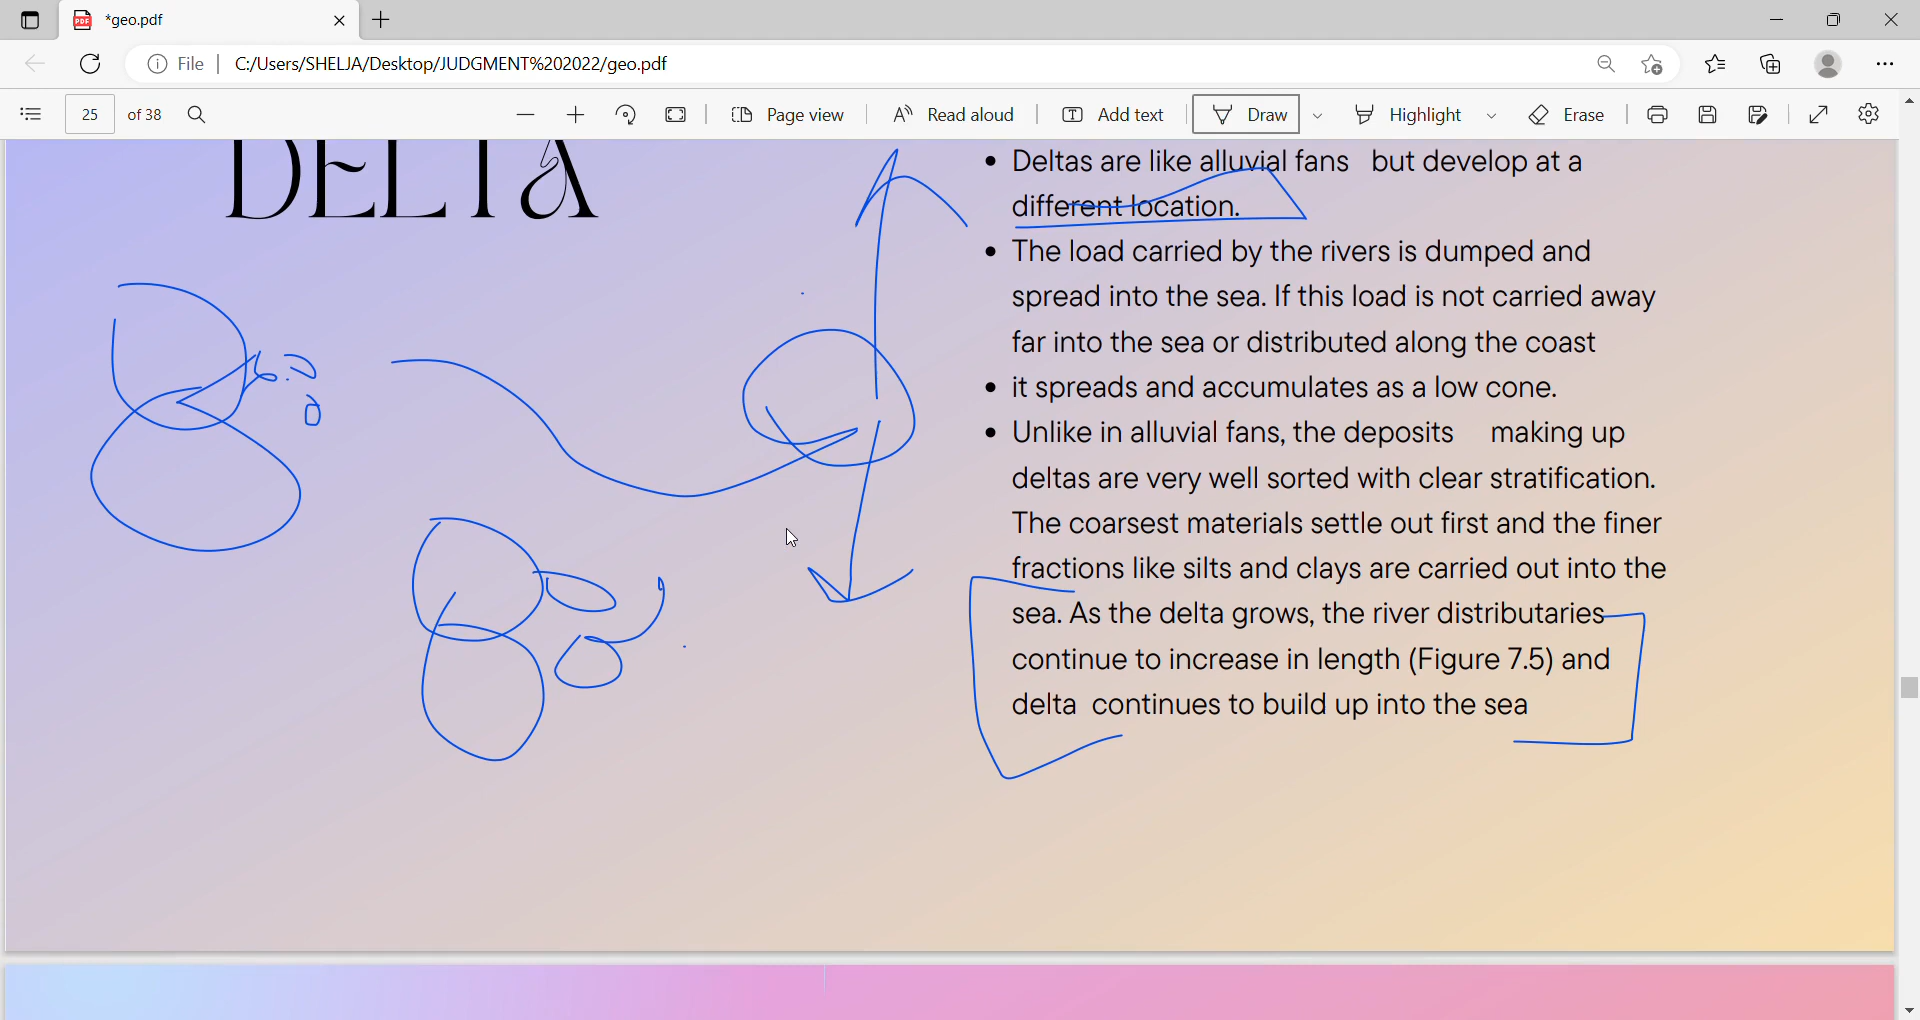 *geo.pdf
File
C:/Users/SHELJA/Desktop/JUDGMENT%202022/geo.pdf
25 of 38
Page view
Read aloud
Add text
Draw
Highlight
Erase
DELTA
• Deltas are like alluvial fans but develop at a
different location.
• The load carried by the rivers is dumped and
spread into the sea. If this load is not carried away
far into the sea or distributed along the coast
• it spreads and accumulates as a low cone.
• Unlike in alluvial fans, the deposits making up
deltas are very well sorted with clear stratification.
The coarsest materials settle out first and the finer
fractions like silts and clays are carried out into the
sea. As the delta grows, the river distributaries
continue to increase in length (Figure 7.5) and
delta continues to build up into the sea